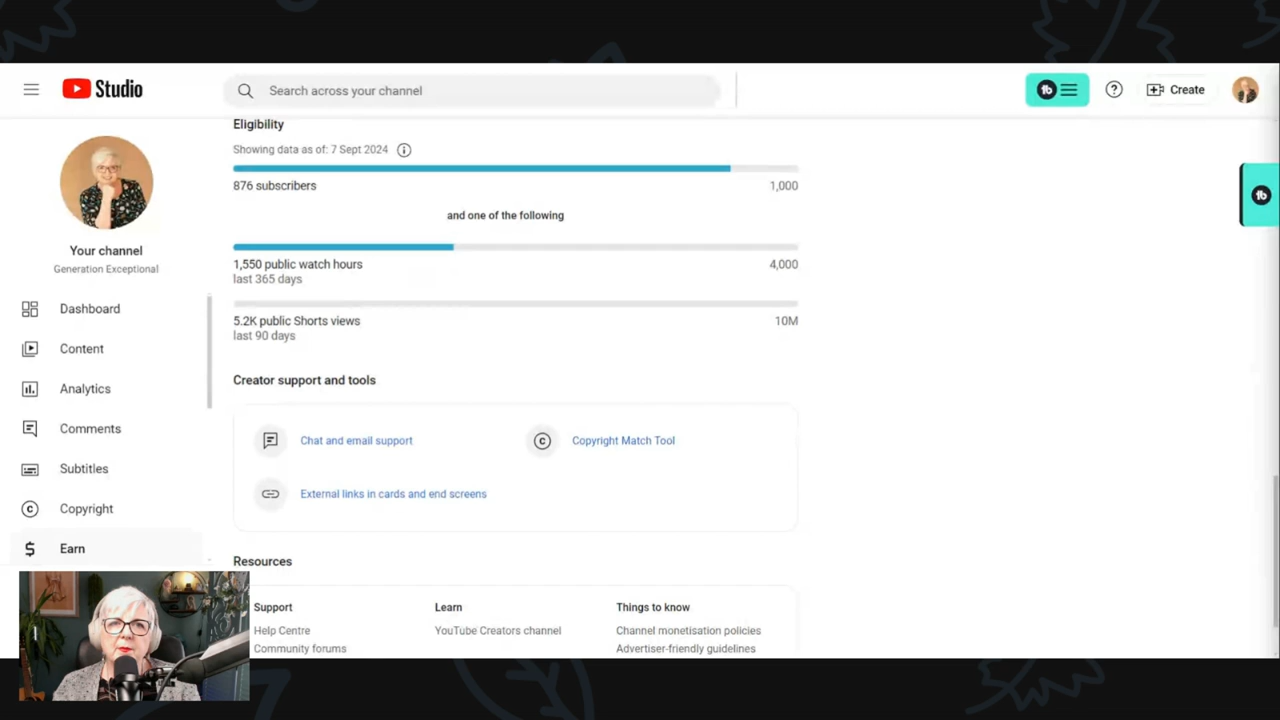 Studio
Search across your channel
Create
Your channel
Generation Exceptional
Dashboard
Content
Analytics
Comments
Subtitles
Copyright
Earn
Eligibility
Showing data as of: 7 Sept 2024
876 subscribers 1,000
and one of the following
1,550 public watch hours 4,000
last 365 days
5.2K public Shorts views 10M
last 90 days
Creator support and tools
Chat and email support
Copyright Match Tool
External links in cards and end screens
Resources
Support
Help Centre
Community forums
Learn
YouTube Creators channel
Things to know
Channel monetisation policies
Advertiser-friendly guidelines